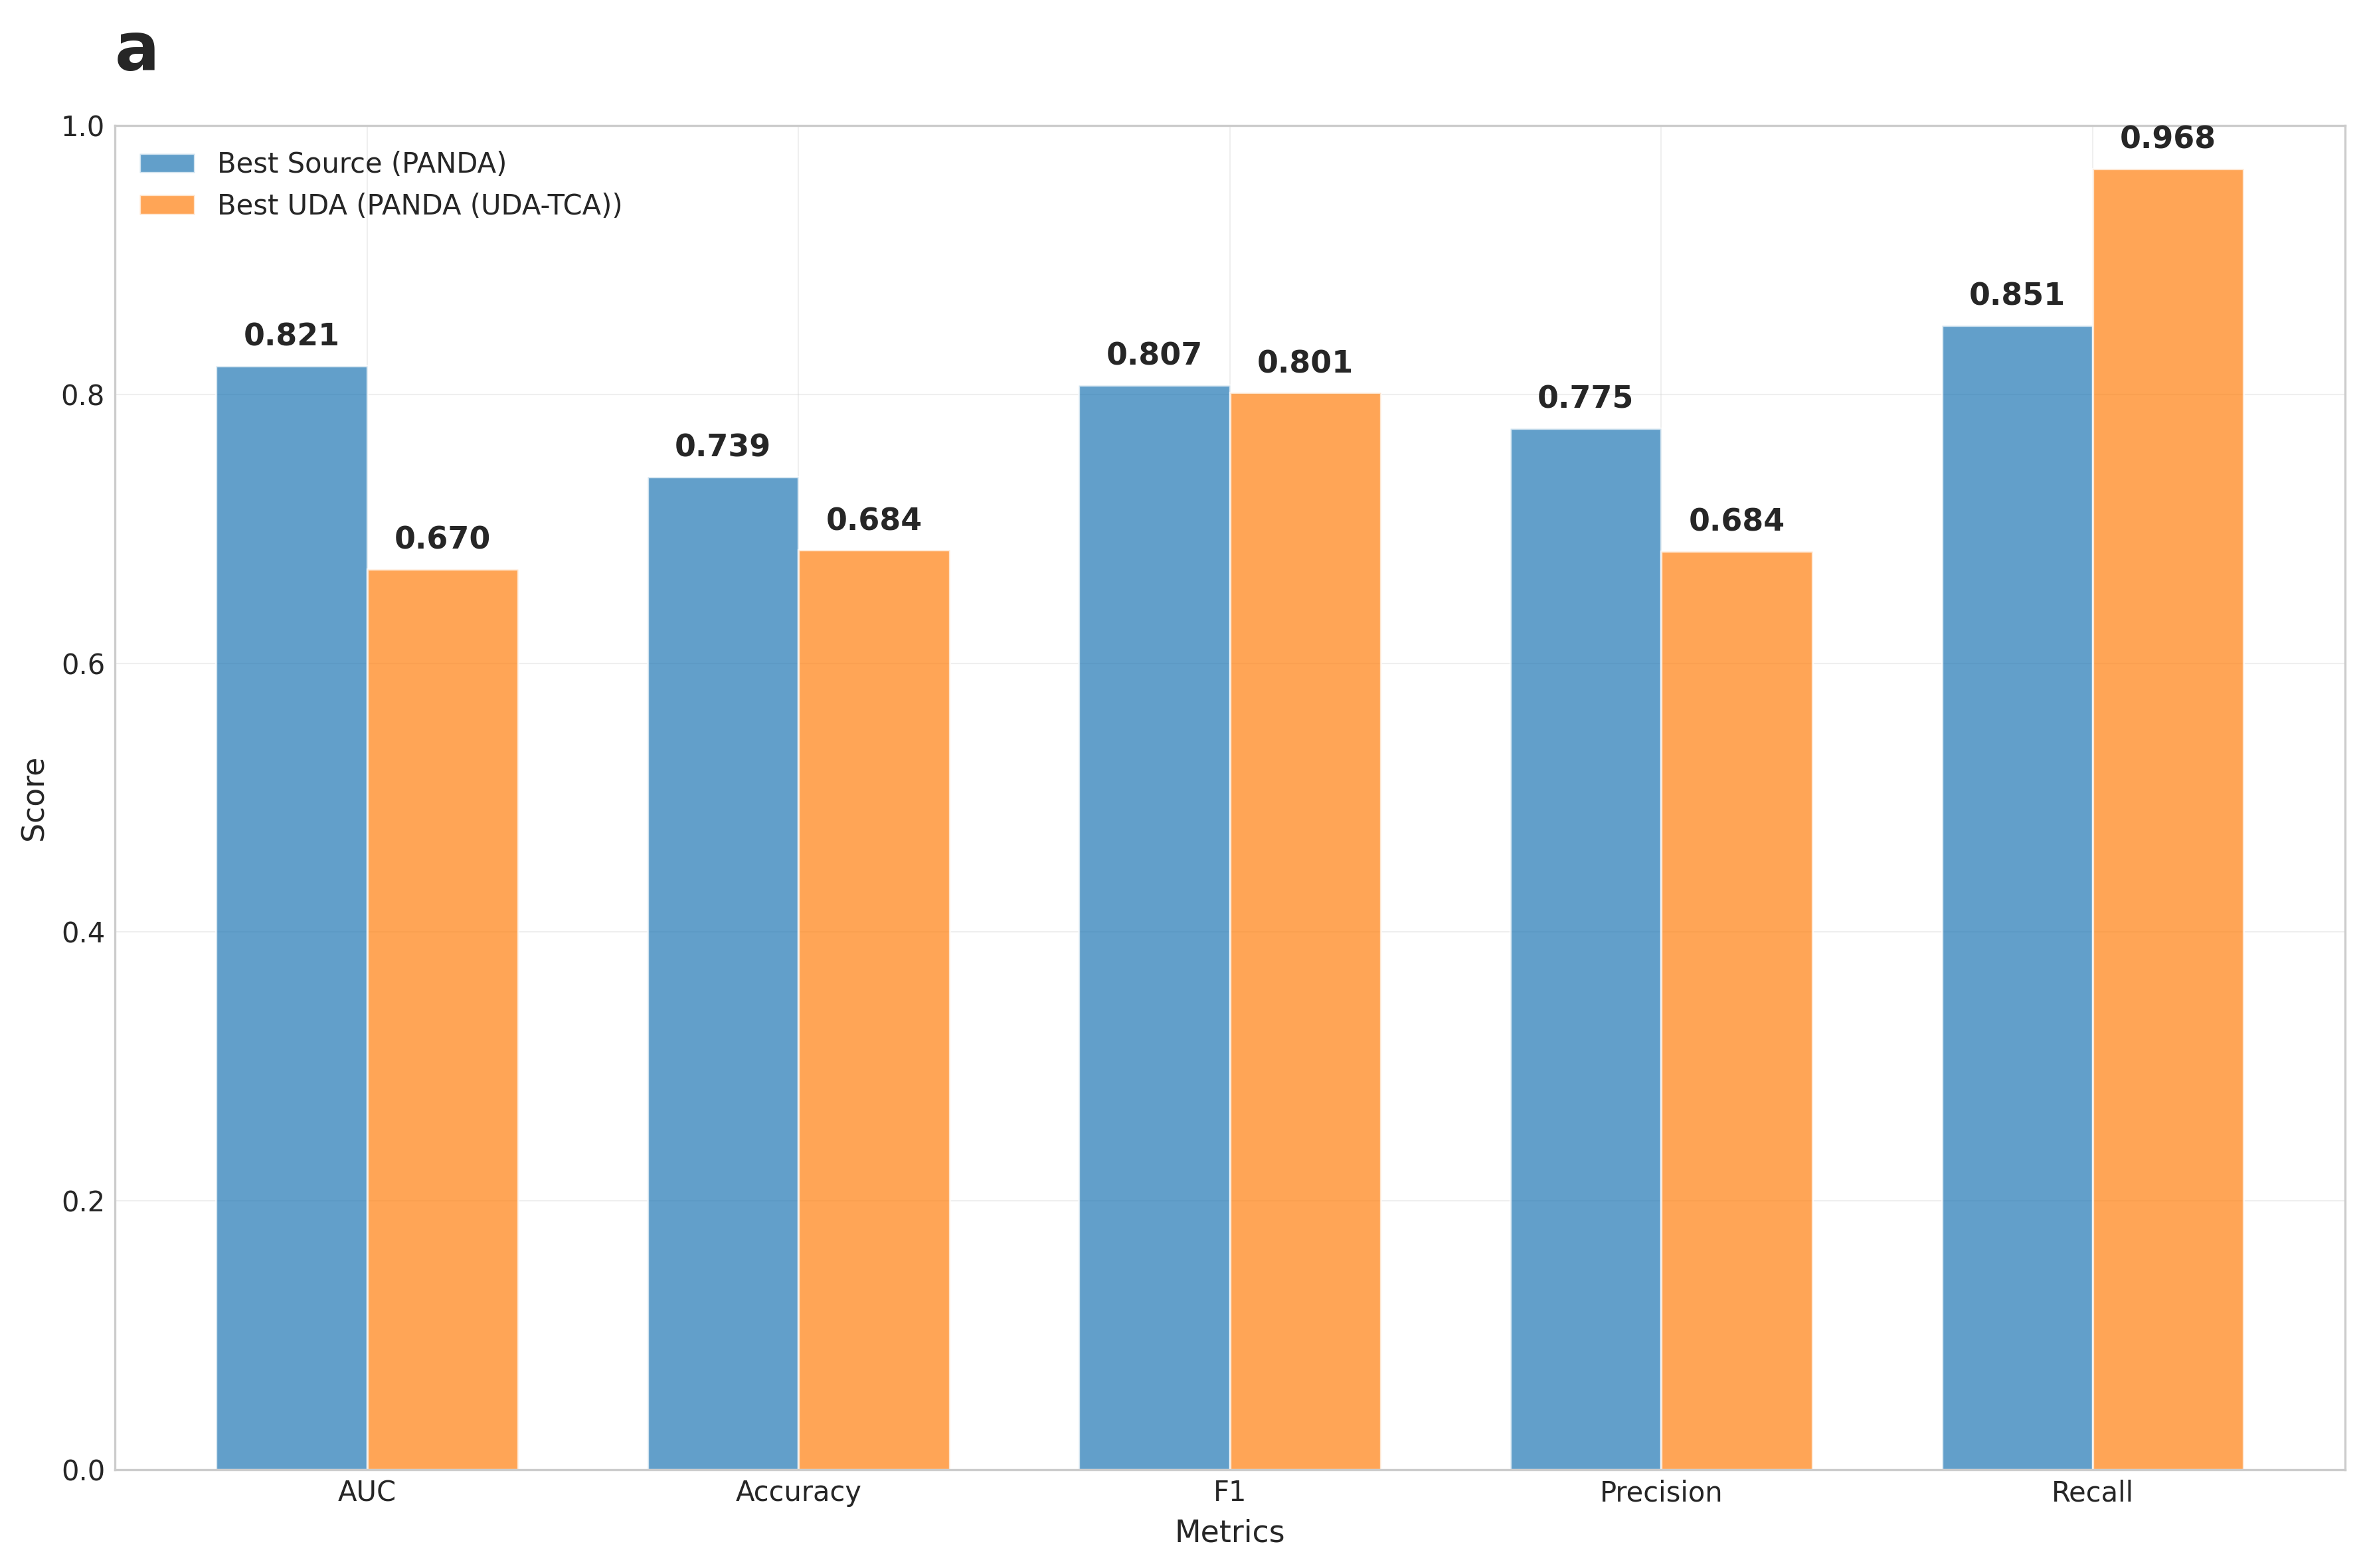 a
1.0
0.8
0.6
0.4
0.2
0.0
Score
Best Source (PANDA)
Best UDA (PANDA (UDA-TCA))
0.821
0.670
0.739
0.684
0.807
0.801
0.775
0.684
0.851
0.968
AUC
Accuracy
F1
Precision
Recall
Metrics